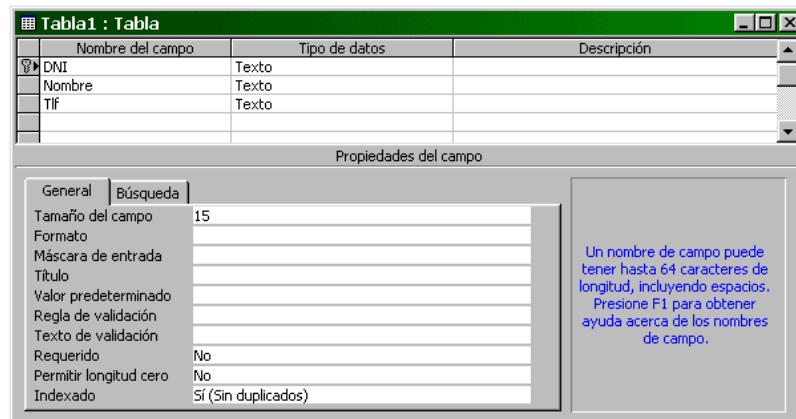 Tabla1 : Tabla
Nombre del campo Tipo de datos Descripción
DNI Texto
Nombre Texto
Tlf Texto
Propiedades del campo
General Búsqueda
Tamaño del campo 15
Formato
Máscara de entrada
Título
Valor predeterminado
Regla de validación
Texto de validación
Requerido No
Permitir longitud cero No
Indexado Sí (Sin duplicados)
Un nombre de campo puede
tener hasta 64 caracteres de
longitud, incluyendo espacios.
Presione F1 para obtener
ayuda acerca de los nombres
de campo.